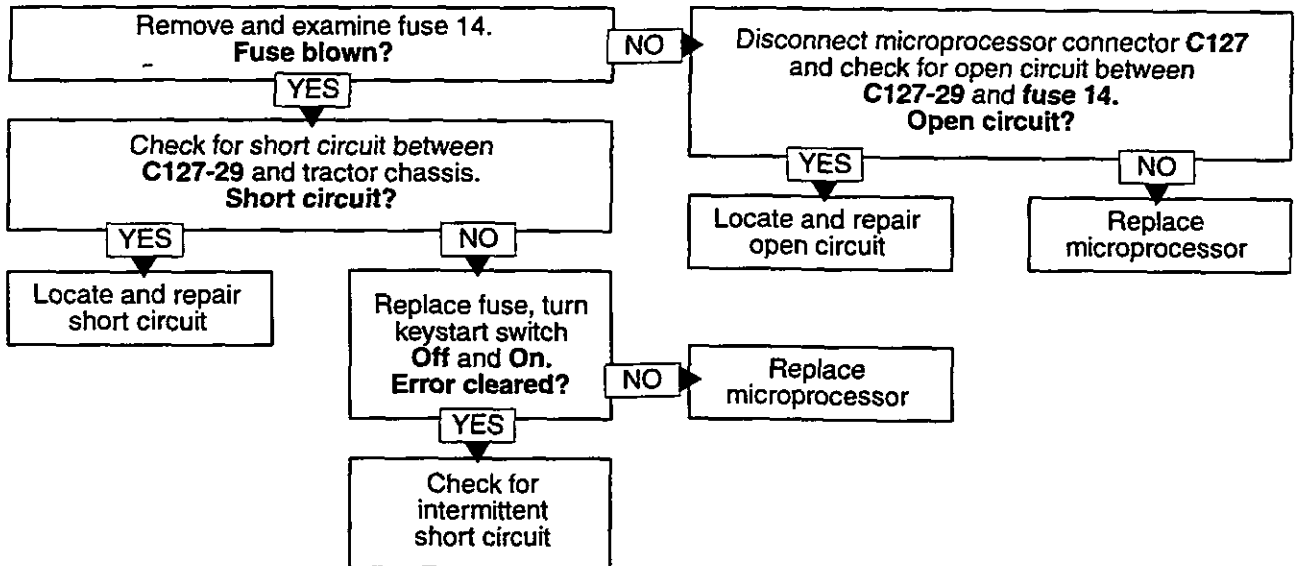 Remove and examine fuse 14.
Fuse blown?
NO
Disconnect microprocessor connector C127
and check for open circuit between
C127-29 and fuse 14.
Open circuit?
YES
Check for short circuit between
C127-29 and tractor chassis.
Short circuit?
YES
NO
Locate and repair
open circuit
Replace
microprocessor
YES
NO
Locate and repair
short circuit
Replace fuse, turn
keystart switch
Off and On.
Error cleared?
NO
Replace
microprocessor
YES
Check for
intermittent
short circuit